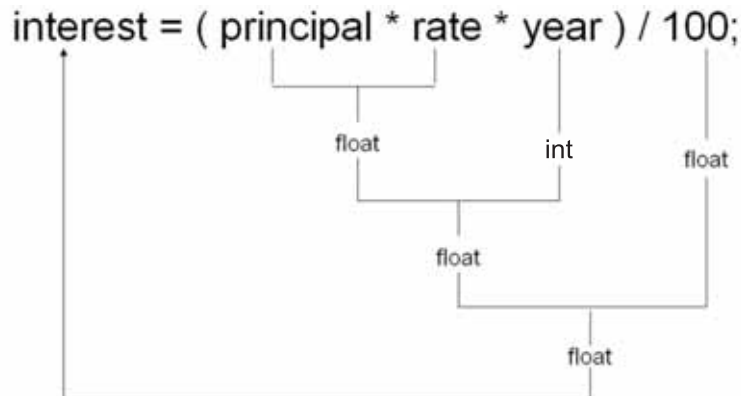 interest = ( principal * rate * year ) / 100;
float
int
float
float
float